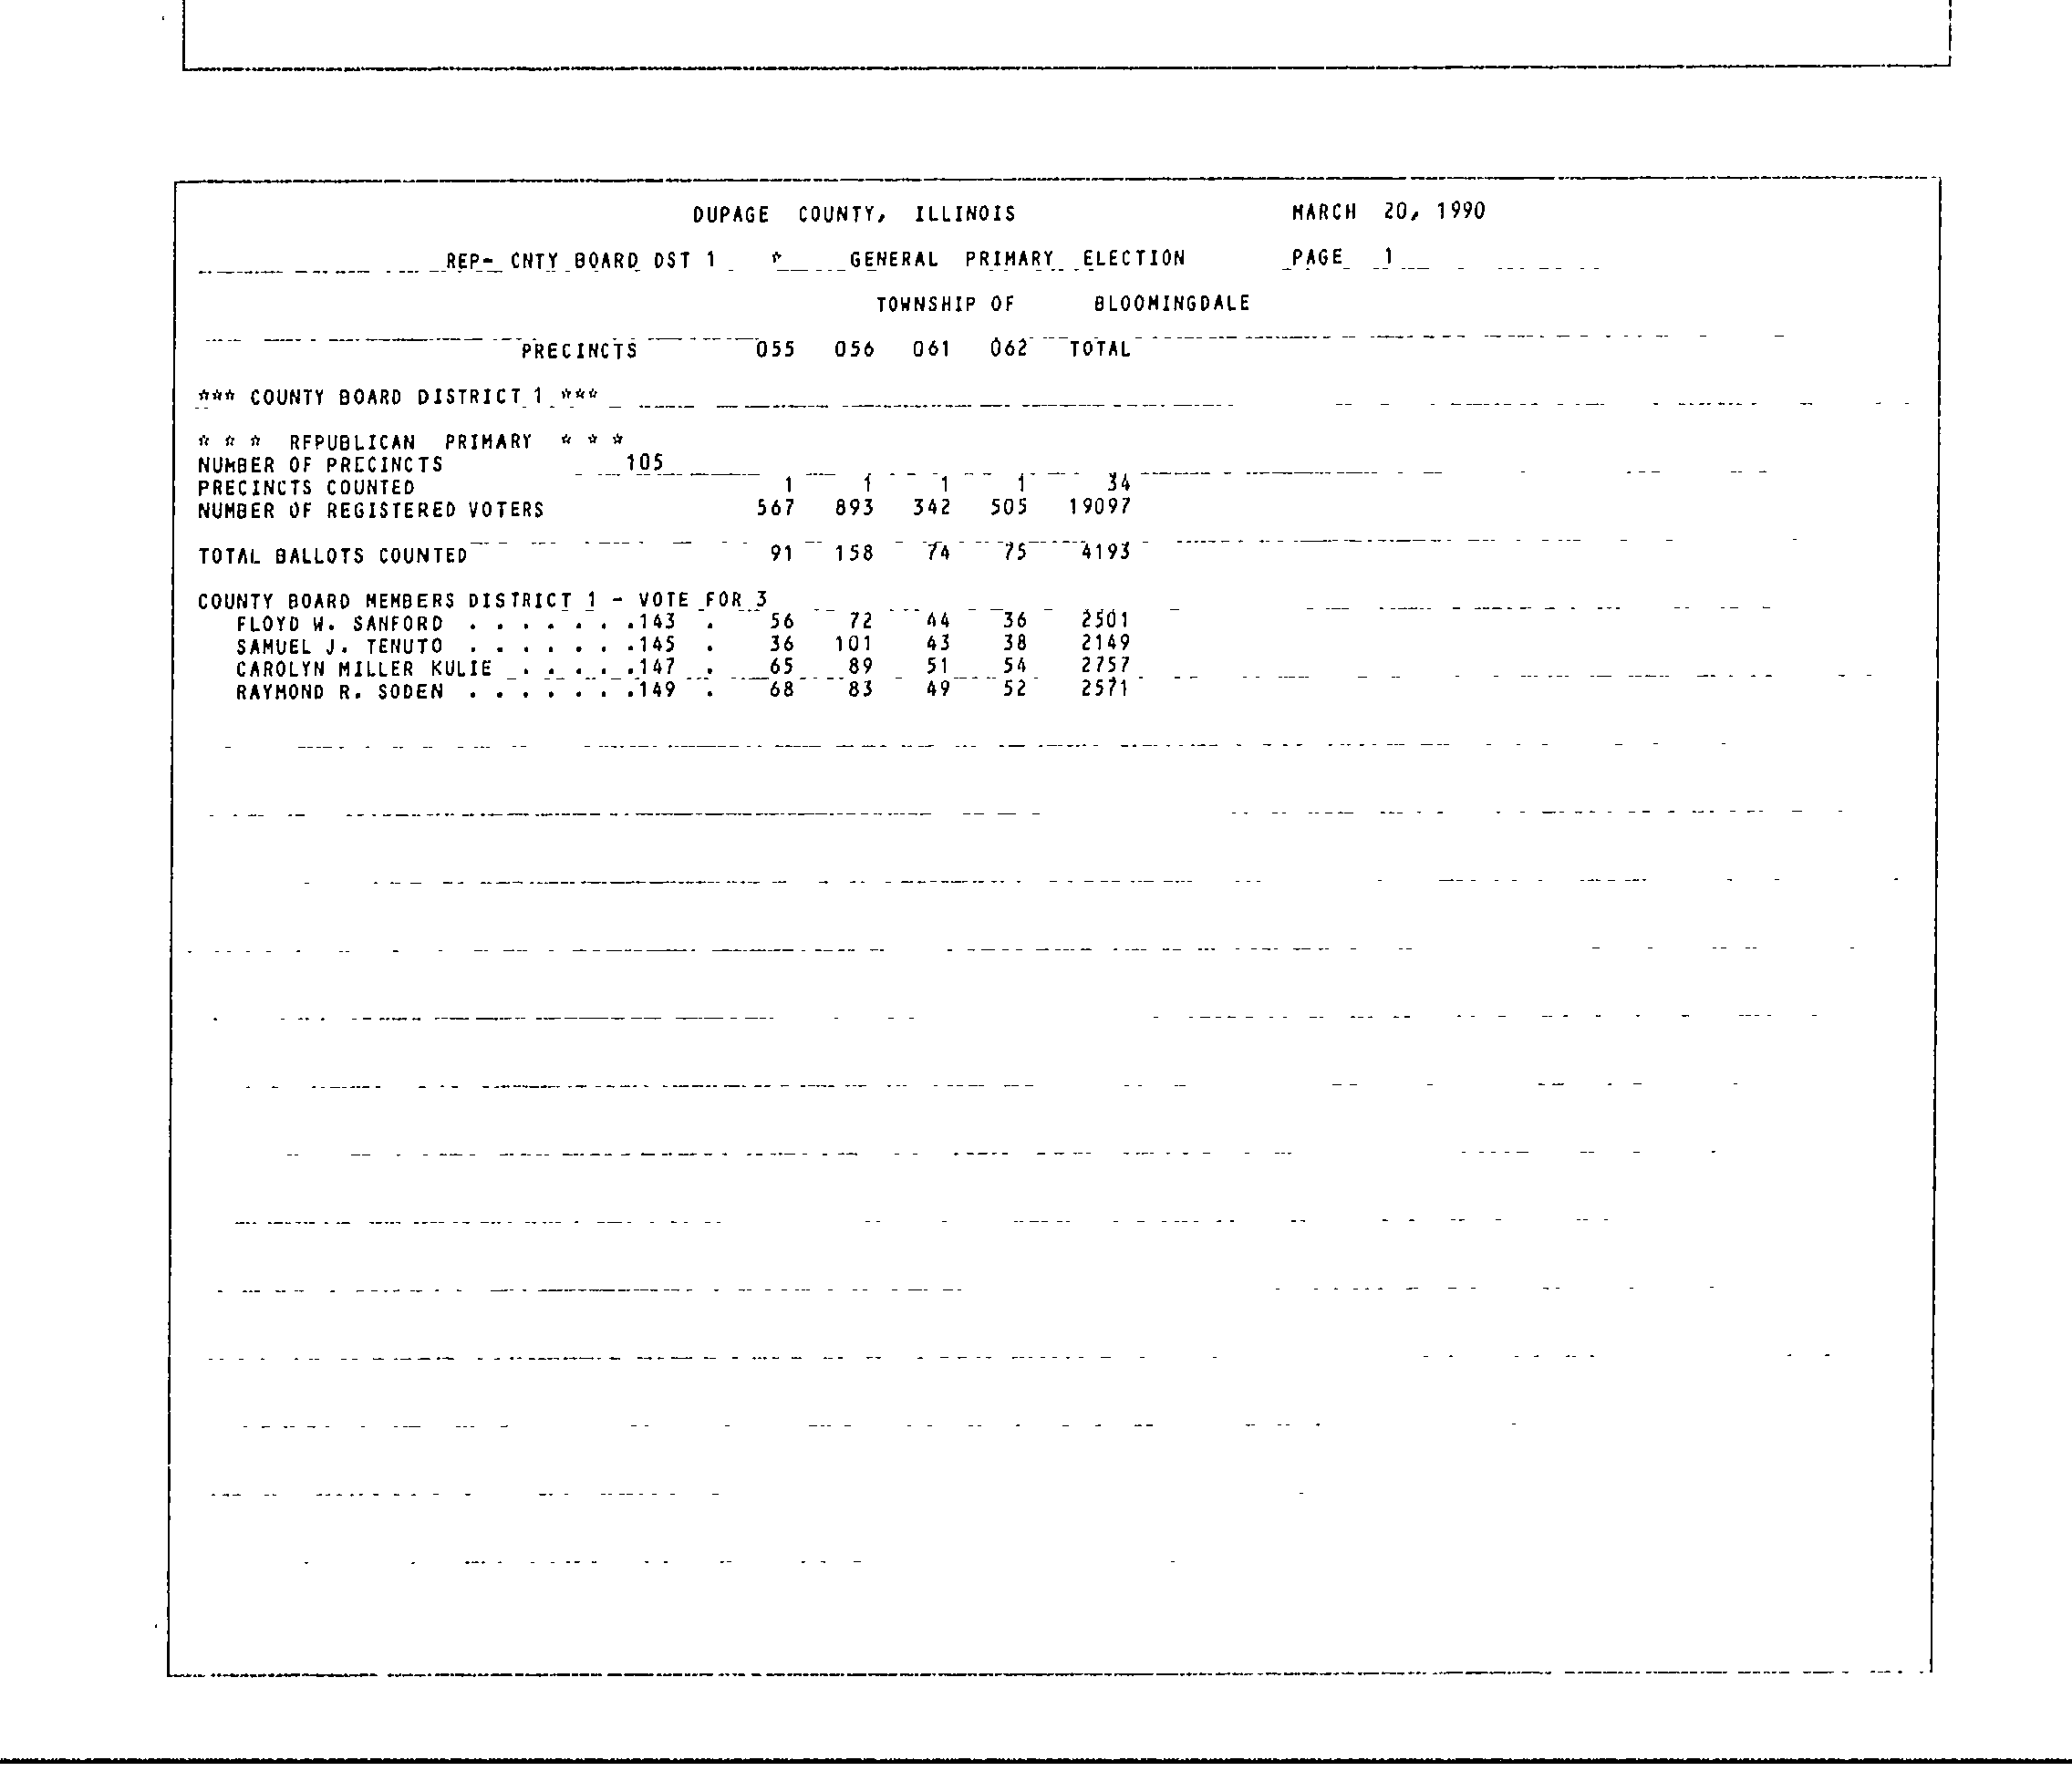 DUPAGE COUNTY, ILLINOIS MARCH 20, 1990
REP- CNTY BOARD DST 1 * GENERAL PRIMARY ELECTION PAGE 1
TOWNSHIP OF BLOOMINGDALE
PRECINCTS 055 056 061 062 TOTAL
*** COUNTY BOARD DISTRICT 1 ***
* * * REPUBLICAN PRIMARY * * *
NUMBER OF PRECINCTS 105
PRECINCTS COUNTED 1 1 1 1 34
NUMBER OF REGISTERED VOTERS 567 893 342 505 19097
TOTAL BALLOTS COUNTED 91 158 74 75 4193
COUNTY BOARD MEMBERS DISTRICT 1 - VOTE FOR 3
FLOYD W. SANFORD . . . . . . .143 . 56 72 44 36 2501
SAMUEL J. TENUTO . . . . . . .145 . 36 101 43 38 2149
CAROLYN MILLER KULIE . . . . .147 . 65 89 51 54 2757
RAYMOND R. SODEN . . . . . . .149 . 68 83 49 52 2571